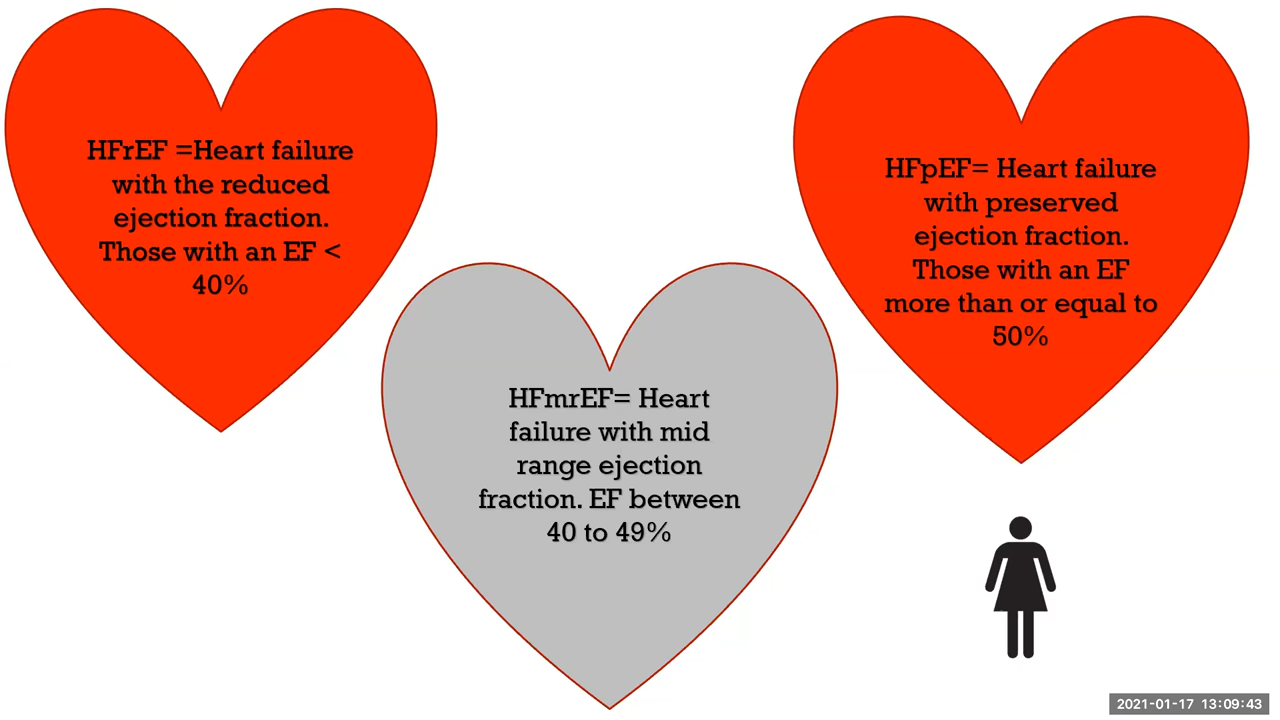 HFrEF =Heart failure
with the reduced
ejection fraction.
Those with an EF <
40%
HFmrEF= Heart
failure with mid
range ejection
fraction. EF between
40 to 49%
HFpEF= Heart failure
with preserved
ejection fraction.
Those with an EF
more than or equal to
50%
2021-01-17 13:09:43